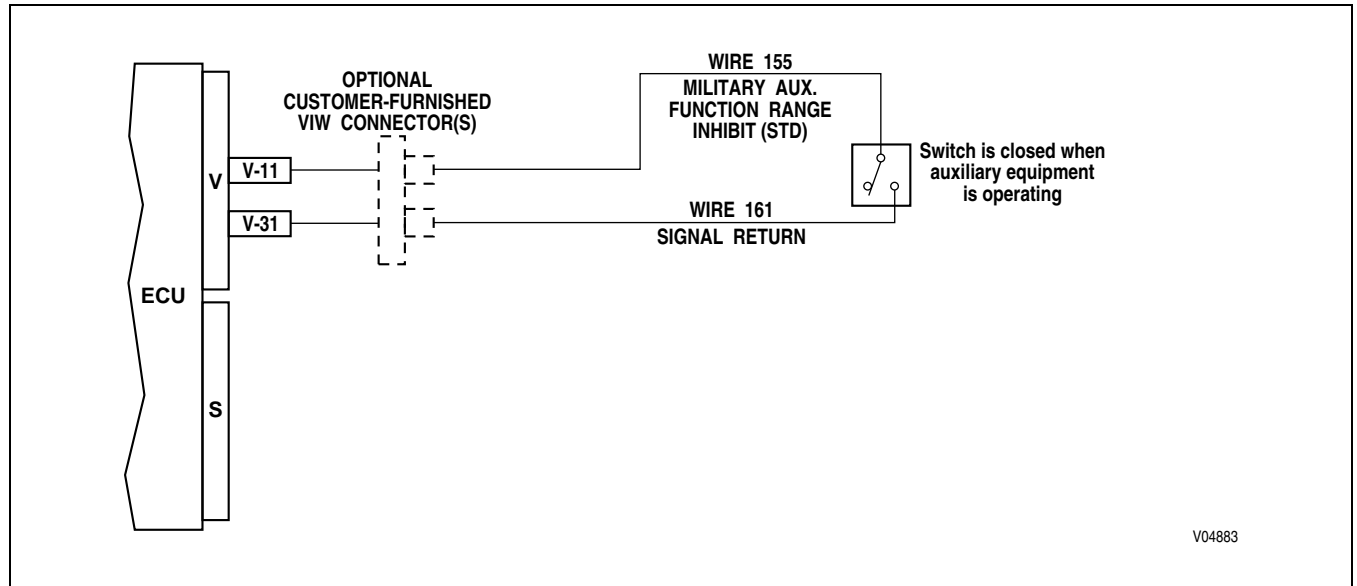 OPTIONAL
CUSTOMER-FURNISHED
VIW CONNECTOR(S)
WIRE 155
MILITARY AUX.
FUNCTION RANGE
INHIBIT (STD)
Switch is closed when
auxiliary equipment
is operating
V
V-11
V-31
WIRE 161
SIGNAL RETURN
ECU
S
V04883